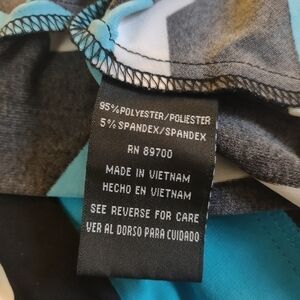 95% POLYESTER/POLIESTER
5% SPANDEX/SPANDEX
RN 89700
MADE IN VIETNAM
HECHO EN VIETNAM
SEE REVERSE FOR CARE
VER AL DORSO PARA CUIDADO